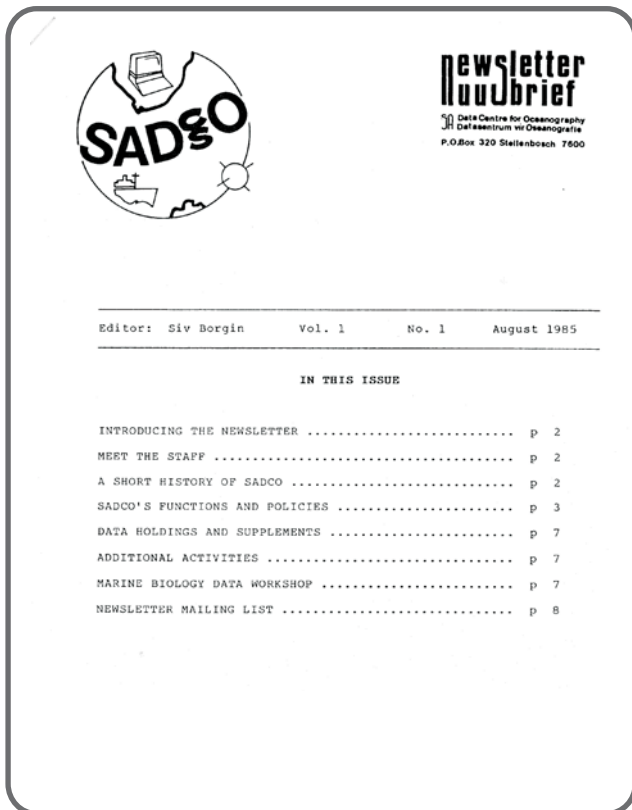 SADCO
newsletter
nuusbrief
SA Data Centre for Oceanography
Datasentrum vir Oseanografie
P.O.Box 320 Stellenbosch 7600
Editor: Siv Borgin Vol. 1 No. 1 August 1985
IN THIS ISSUE
INTRODUCING THE NEWSLETTER ........................... p 2
MEET THE STAFF ....................................... p 2
A SHORT HISTORY OF SADCO ............................. p 2
SADCO'S FUNCTIONS AND POLICIES ....................... p 3
DATA HOLDINGS AND SUPPLEMENTS ........................ p 7
ADDITIONAL ACTIVITIES ................................ p 7
MARINE BIOLOGY DATA WORKSHOP ......................... p 7
NEWSLETTER MAILING LIST .............................. p 8